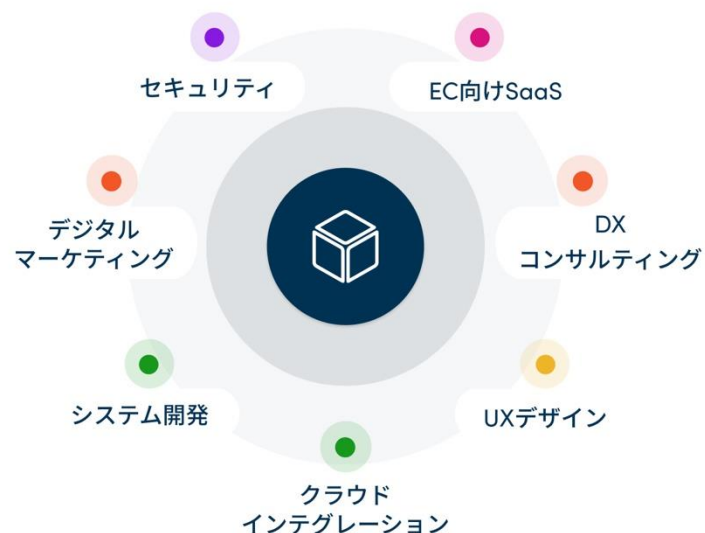 セキュリティ
EC向けSaaS
デジタル
マーケティング
DX
コンサルティング
システム開発
UXデザイン
クラウド
インテグレーション